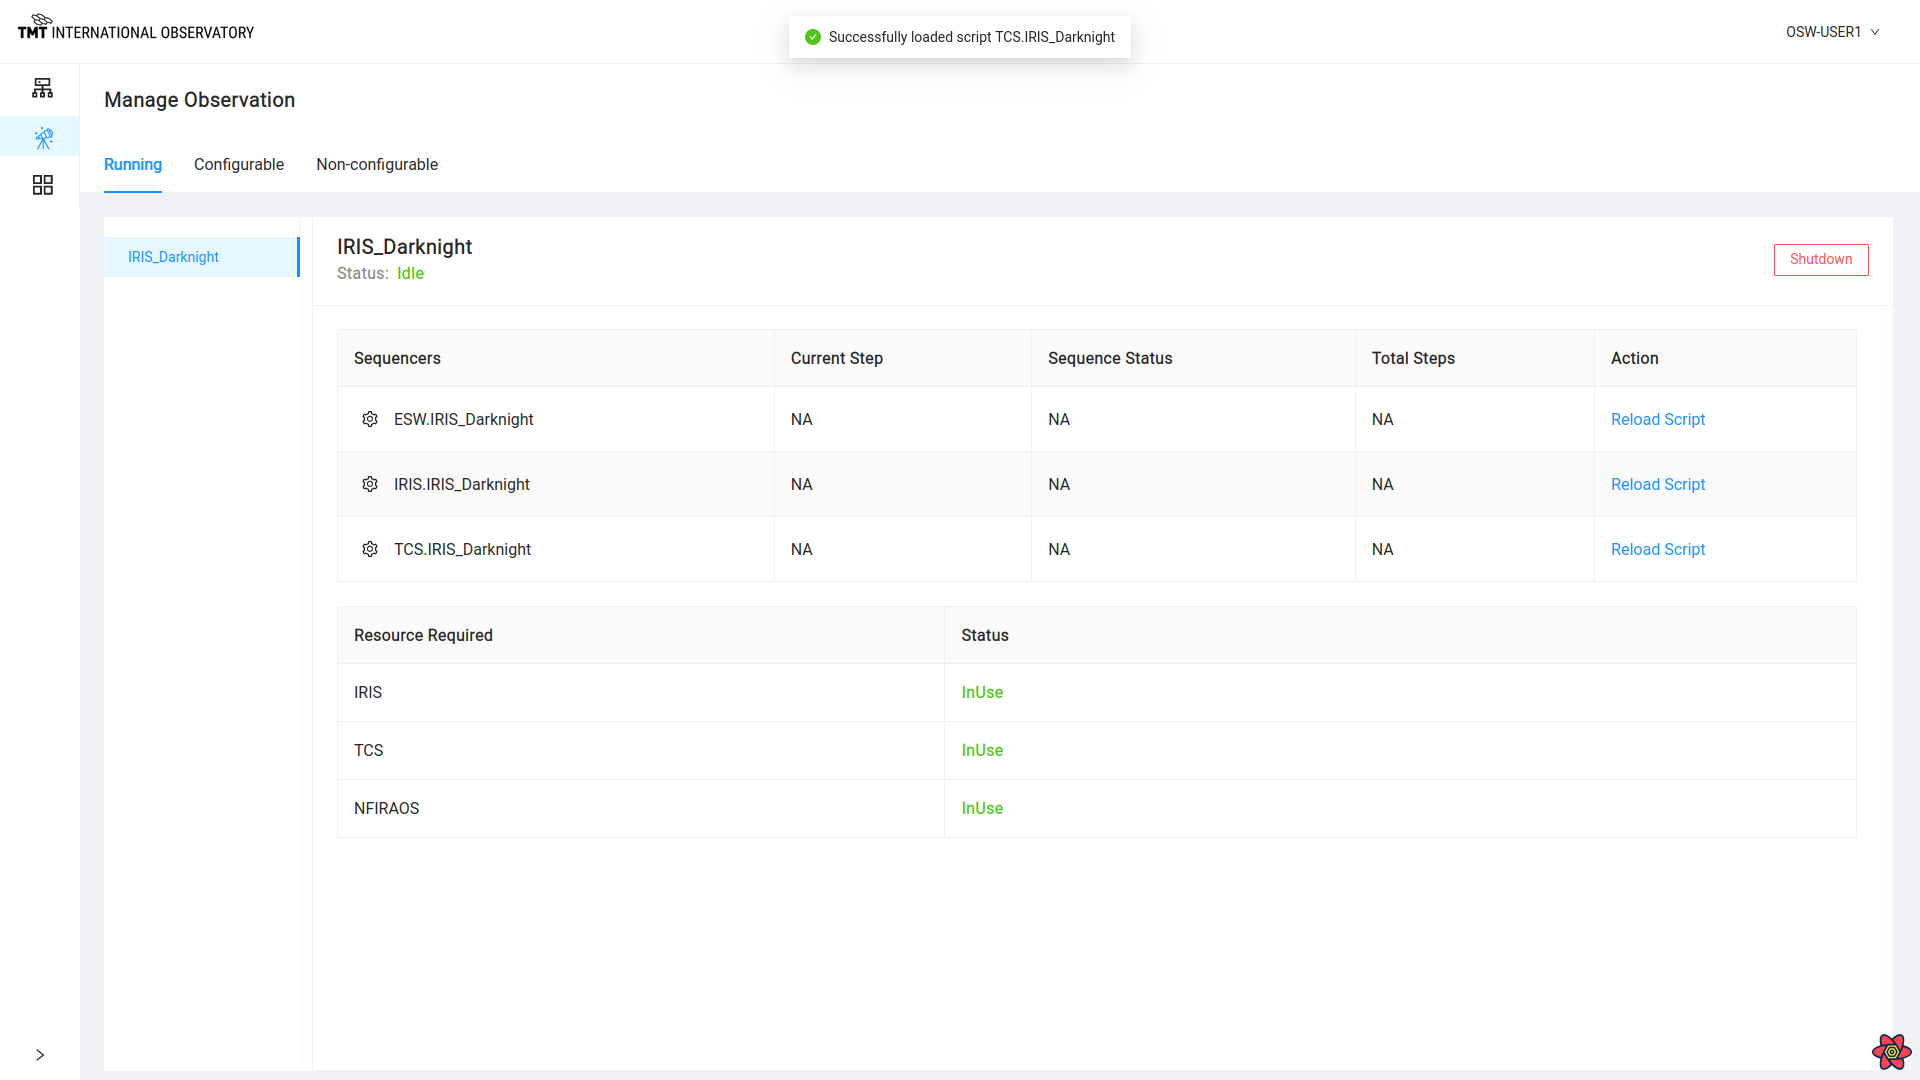 TMT INTERNATIONAL OBSERVATORY
Successfully loaded script TCS.IRIS_Darknight
OSW-USER1
Manage Observation
Running Configurable Non-configurable
IRIS_Darknight
IRIS_Darknight
Status: Idle
Shutdown
Sequencers Current Step Sequence Status Total Steps Action
ESW.IRIS_Darknight NA NA NA Reload Script
IRIS.IRIS_Darknight NA NA NA Reload Script
TCS.IRIS_Darknight NA NA NA Reload Script
Resource Required Status
IRIS InUse
TCS InUse
NFIRAOS InUse